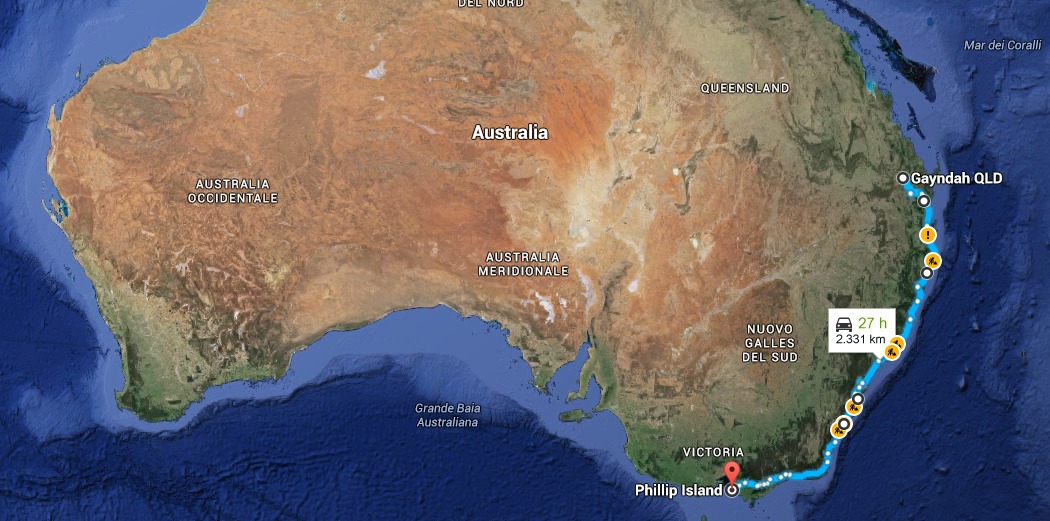 DEL NORD
Mar dei Coralli
QUEENSLAND
Australia
AUSTRALIA
OCCIDENTALE
Gayndah QLD
AUSTRALIA
MERIDIONALE
27 h
2.331 km
NUOVO
GALLES
DEL SUD
Grande Baia
Australiana
VICTORIA
Phillip Island